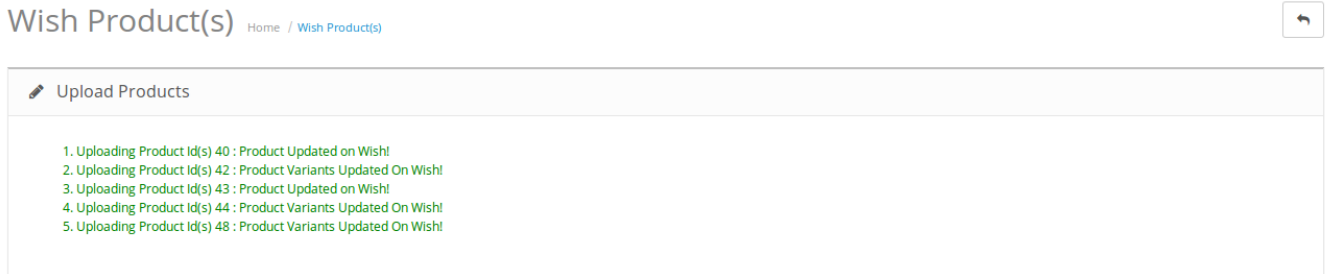 Wish Product(s) Home / Wish Product(s)
Upload Products
1. Uploading Product Id(s) 40 : Product Updated on Wish!
2. Uploading Product Id(s) 42 : Product Variants Updated On Wish!
3. Uploading Product Id(s) 43 : Product Updated on Wish!
4. Uploading Product Id(s) 44 : Product Variants Updated On Wish!
5. Uploading Product Id(s) 48 : Product Variants Updated On Wish!